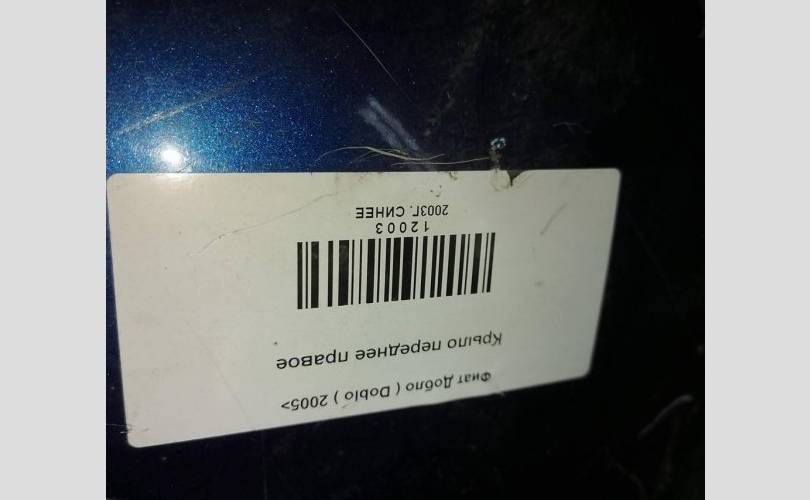 Фиат Добло ( Doblo ) 2005>
Крыло переднее правое
12003
2003Г. СИНЕЕ